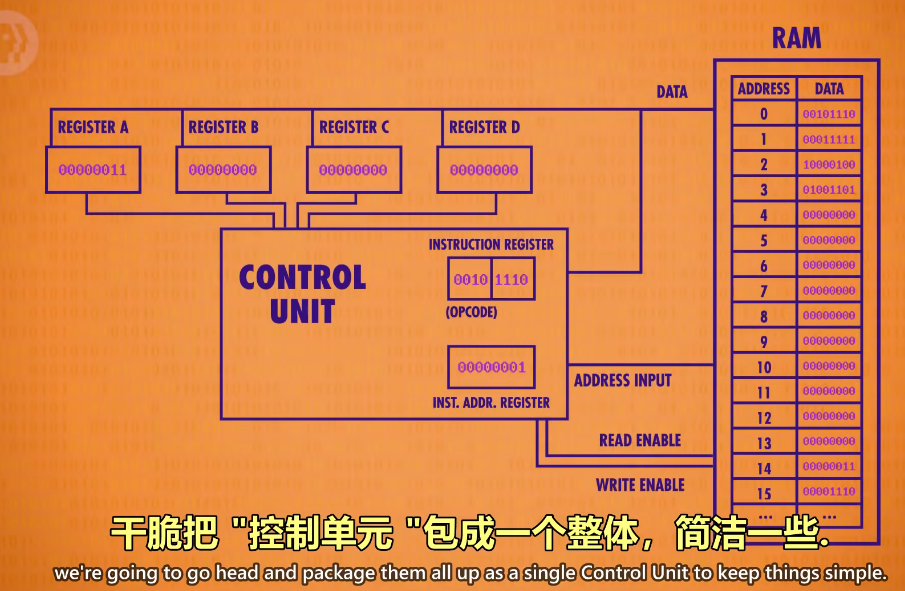 RAM
DATA
ADDRESS DATA
0 00101110
1 00011111
2 10000100
3 01001101
4 00000000
5 00000000
6 00000000
7 00000000
8 00000000
9 00000000
10 00000000
11 00000000
12 00000000
13 00000000
14 00000011
15 00001110
... ...
REGISTER A REGISTER B REGISTER C REGISTER D
00000011 00000000 00000000 00000000
CONTROL
UNIT
INSTRUCTION REGISTER
0010 1110
(OPCODE)
00000001
INST. ADDR. REGISTER
ADDRESS INPUT
READ ENABLE
WRITE ENABLE
干脆把 "控制单元 "包成一个整体，简洁一些.
we're going to go head and package them all up as a single Control Unit to keep things simple.